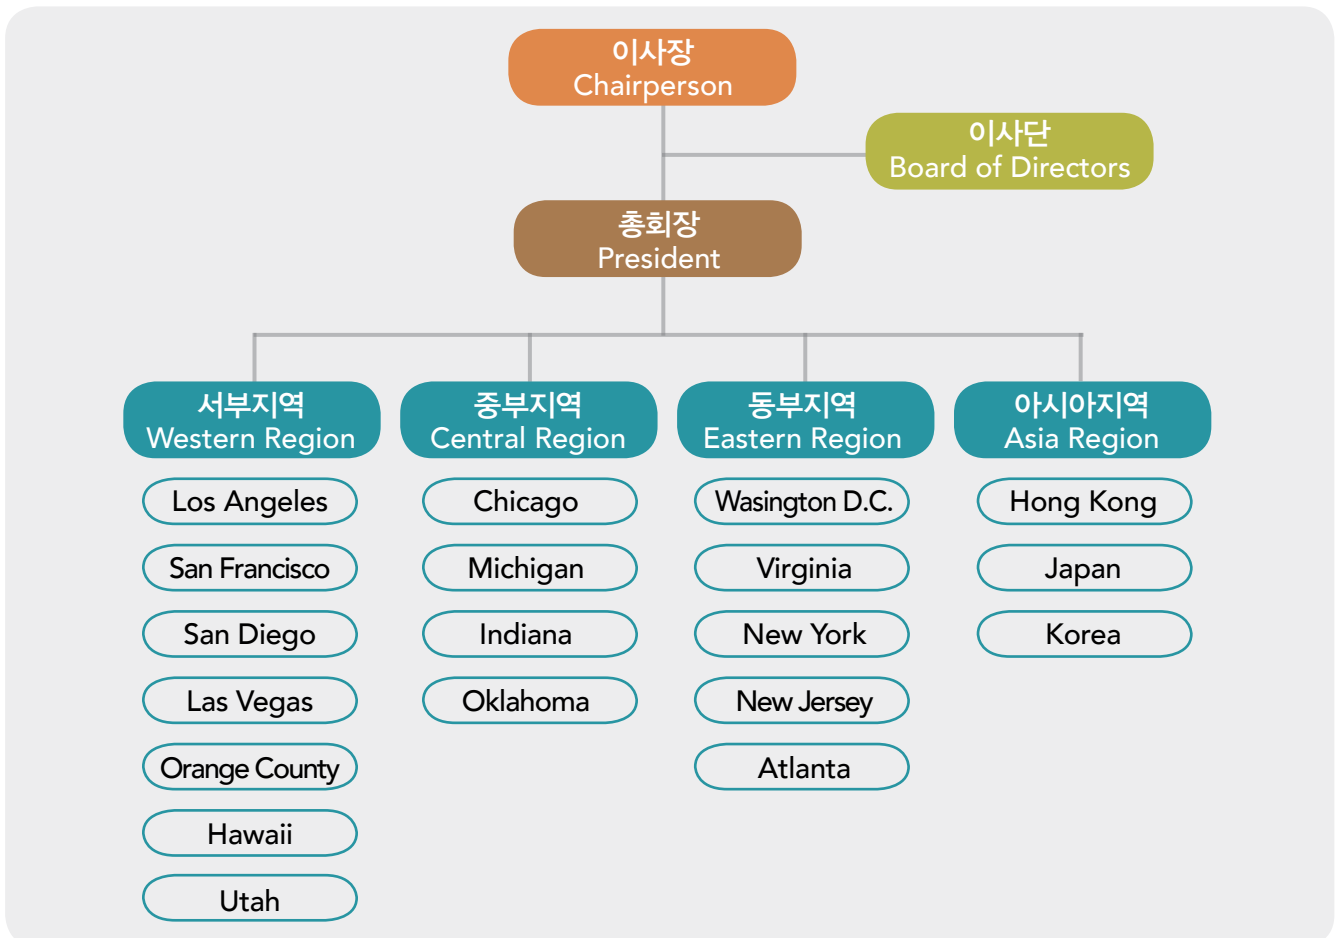 이사장
Chairperson
이사단
Board of Directors
총회장
President
서부지역
Western Region
Los Angeles
San Francisco
San Diego
Las Vegas
Orange County
Hawaii
Utah
중부지역
Central Region
Chicago
Michigan
Indiana
Oklahoma
동부지역
Eastern Region
Wasington D.C.
Virginia
New York
New Jersey
Atlanta
아시아지역
Asia Region
Hong Kong
Japan
Korea